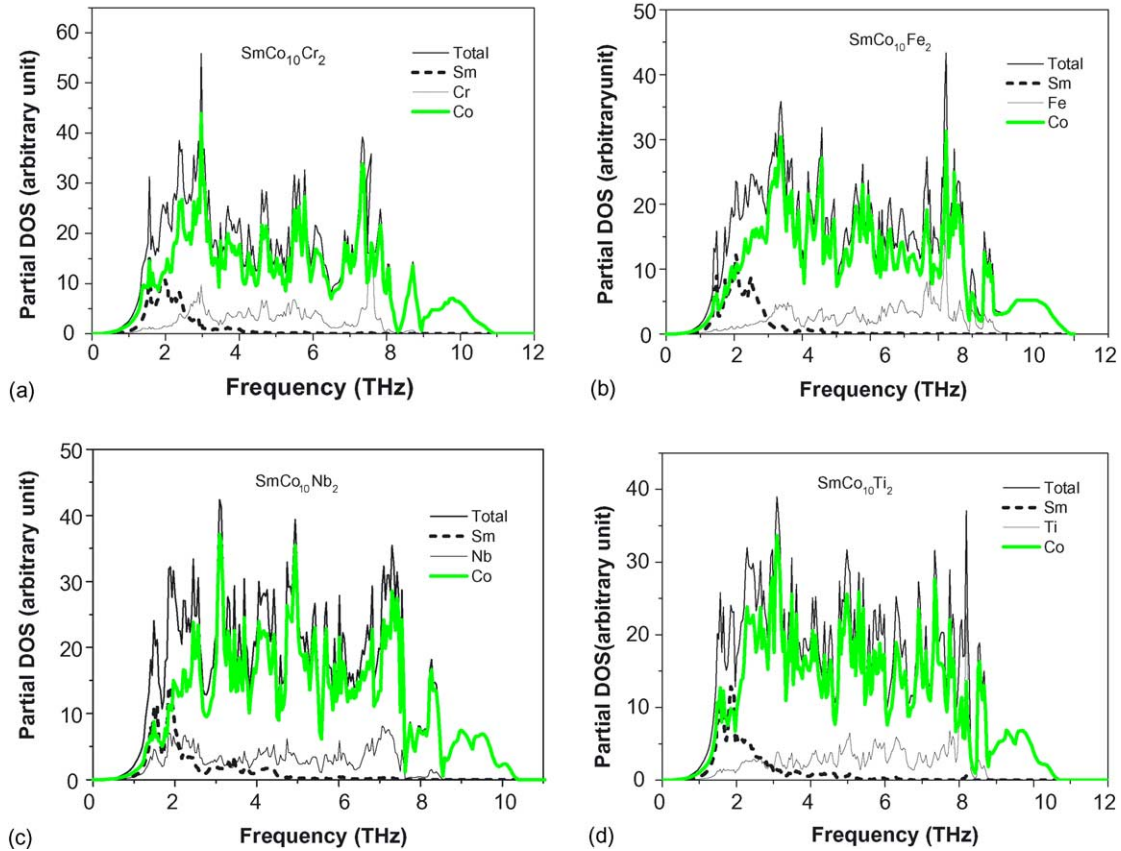 SmCo₁₀Cr₂
Total
Sm
Cr
Co
60
50
40
30
20
10
0
Partial DOS (arbitrary unit)
0 2 4 6 8 10 12
Frequency (THz)
(a)
SmCo₁₀Fe₂
Total
Sm
Fe
Co
50
40
30
20
10
0
Partial DOS (arbitraryunit)
0 2 4 6 8 10 12
Frequency (THz)
(b)
SmCo₁₀Nb₂
Total
Sm
Nb
Co
50
40
30
20
10
0
Partial DOS (arbitrary unit)
0 2 4 6 8 10
Frequency (THz)
(c)
SmCo₁₀Ti₂
Total
Sm
Ti
Co
40
30
20
10
0
Partial DOS(arbitrary unit)
0 2 4 6 8 10 12
Frequency (THz)
(d)